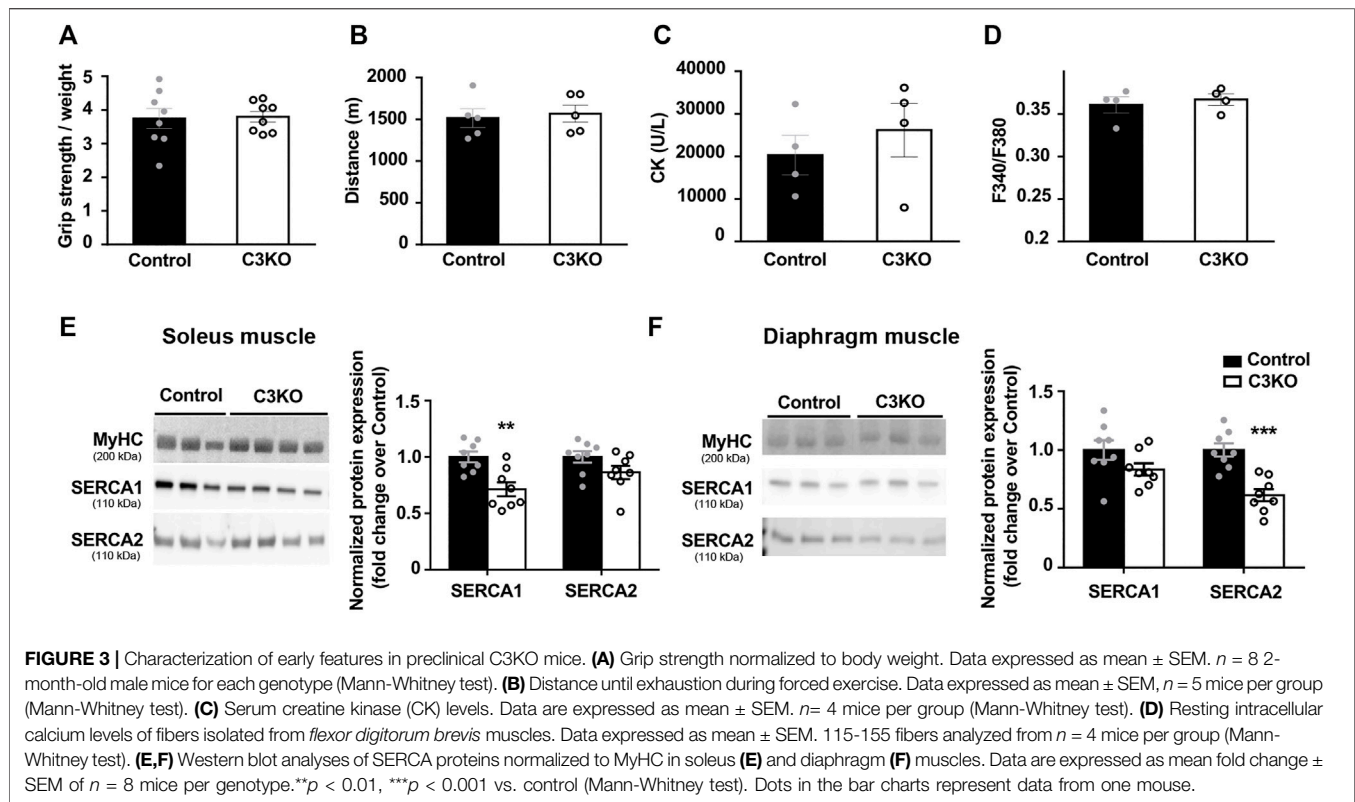 A
Grip strength / weight
5
4
3
2
1
0
Control C3KO
B
Distance (m)
2000
1500
1000
500
0
Control C3KO
C
CK (U/L)
40000
30000
20000
10000
0
Control C3KO
D
F340/F380
0.35
0.3
0.2
Control C3KO
E
Soleus muscle
Control C3KO
MyHC
(200 kDa)
SERCA1
(110 kDa)
SERCA2
(110 kDa)
Normalized protein expression
(fold change over Control)
1.5
1.0
0.5
0
**
SERCA1 SERCA2
F
Diaphragm muscle
Control C3KO
MyHC
(200 kDa)
SERCA1
(110 kDa)
SERCA2
(110 kDa)
Normalized protein expression
(fold change over Control)
1.5
1.0
0.5
0
Control
C3KO
***
SERCA1 SERCA2
FIGURE 3 | Characterization of early features in preclinical C3KO mice. (A) Grip strength normalized to body weight. Data expressed as mean ± SEM. n = 8 2-
month-old male mice for each genotype (Mann-Whitney test). (B) Distance until exhaustion during forced exercise. Data expressed as mean ± SEM, n = 5 mice per group
(Mann-Whitney test). (C) Serum creatine kinase (CK) levels. Data are expressed as mean ± SEM. n= 4 mice per group (Mann-Whitney test). (D) Resting intracellular
calcium levels of fibers isolated from flexor digitorum brevis muscles. Data expressed as mean ± SEM. 115-155 fibers analyzed from n = 4 mice per group (Mann-
Whitney test). (E,F) Western blot analyses of SERCA proteins normalized to MyHC in soleus (E) and diaphragm (F) muscles. Data are expressed as mean fold change ±
SEM of n = 8 mice per genotype.**p < 0.01, ***p < 0.001 vs. control (Mann-Whitney test). Dots in the bar charts represent data from one mouse.